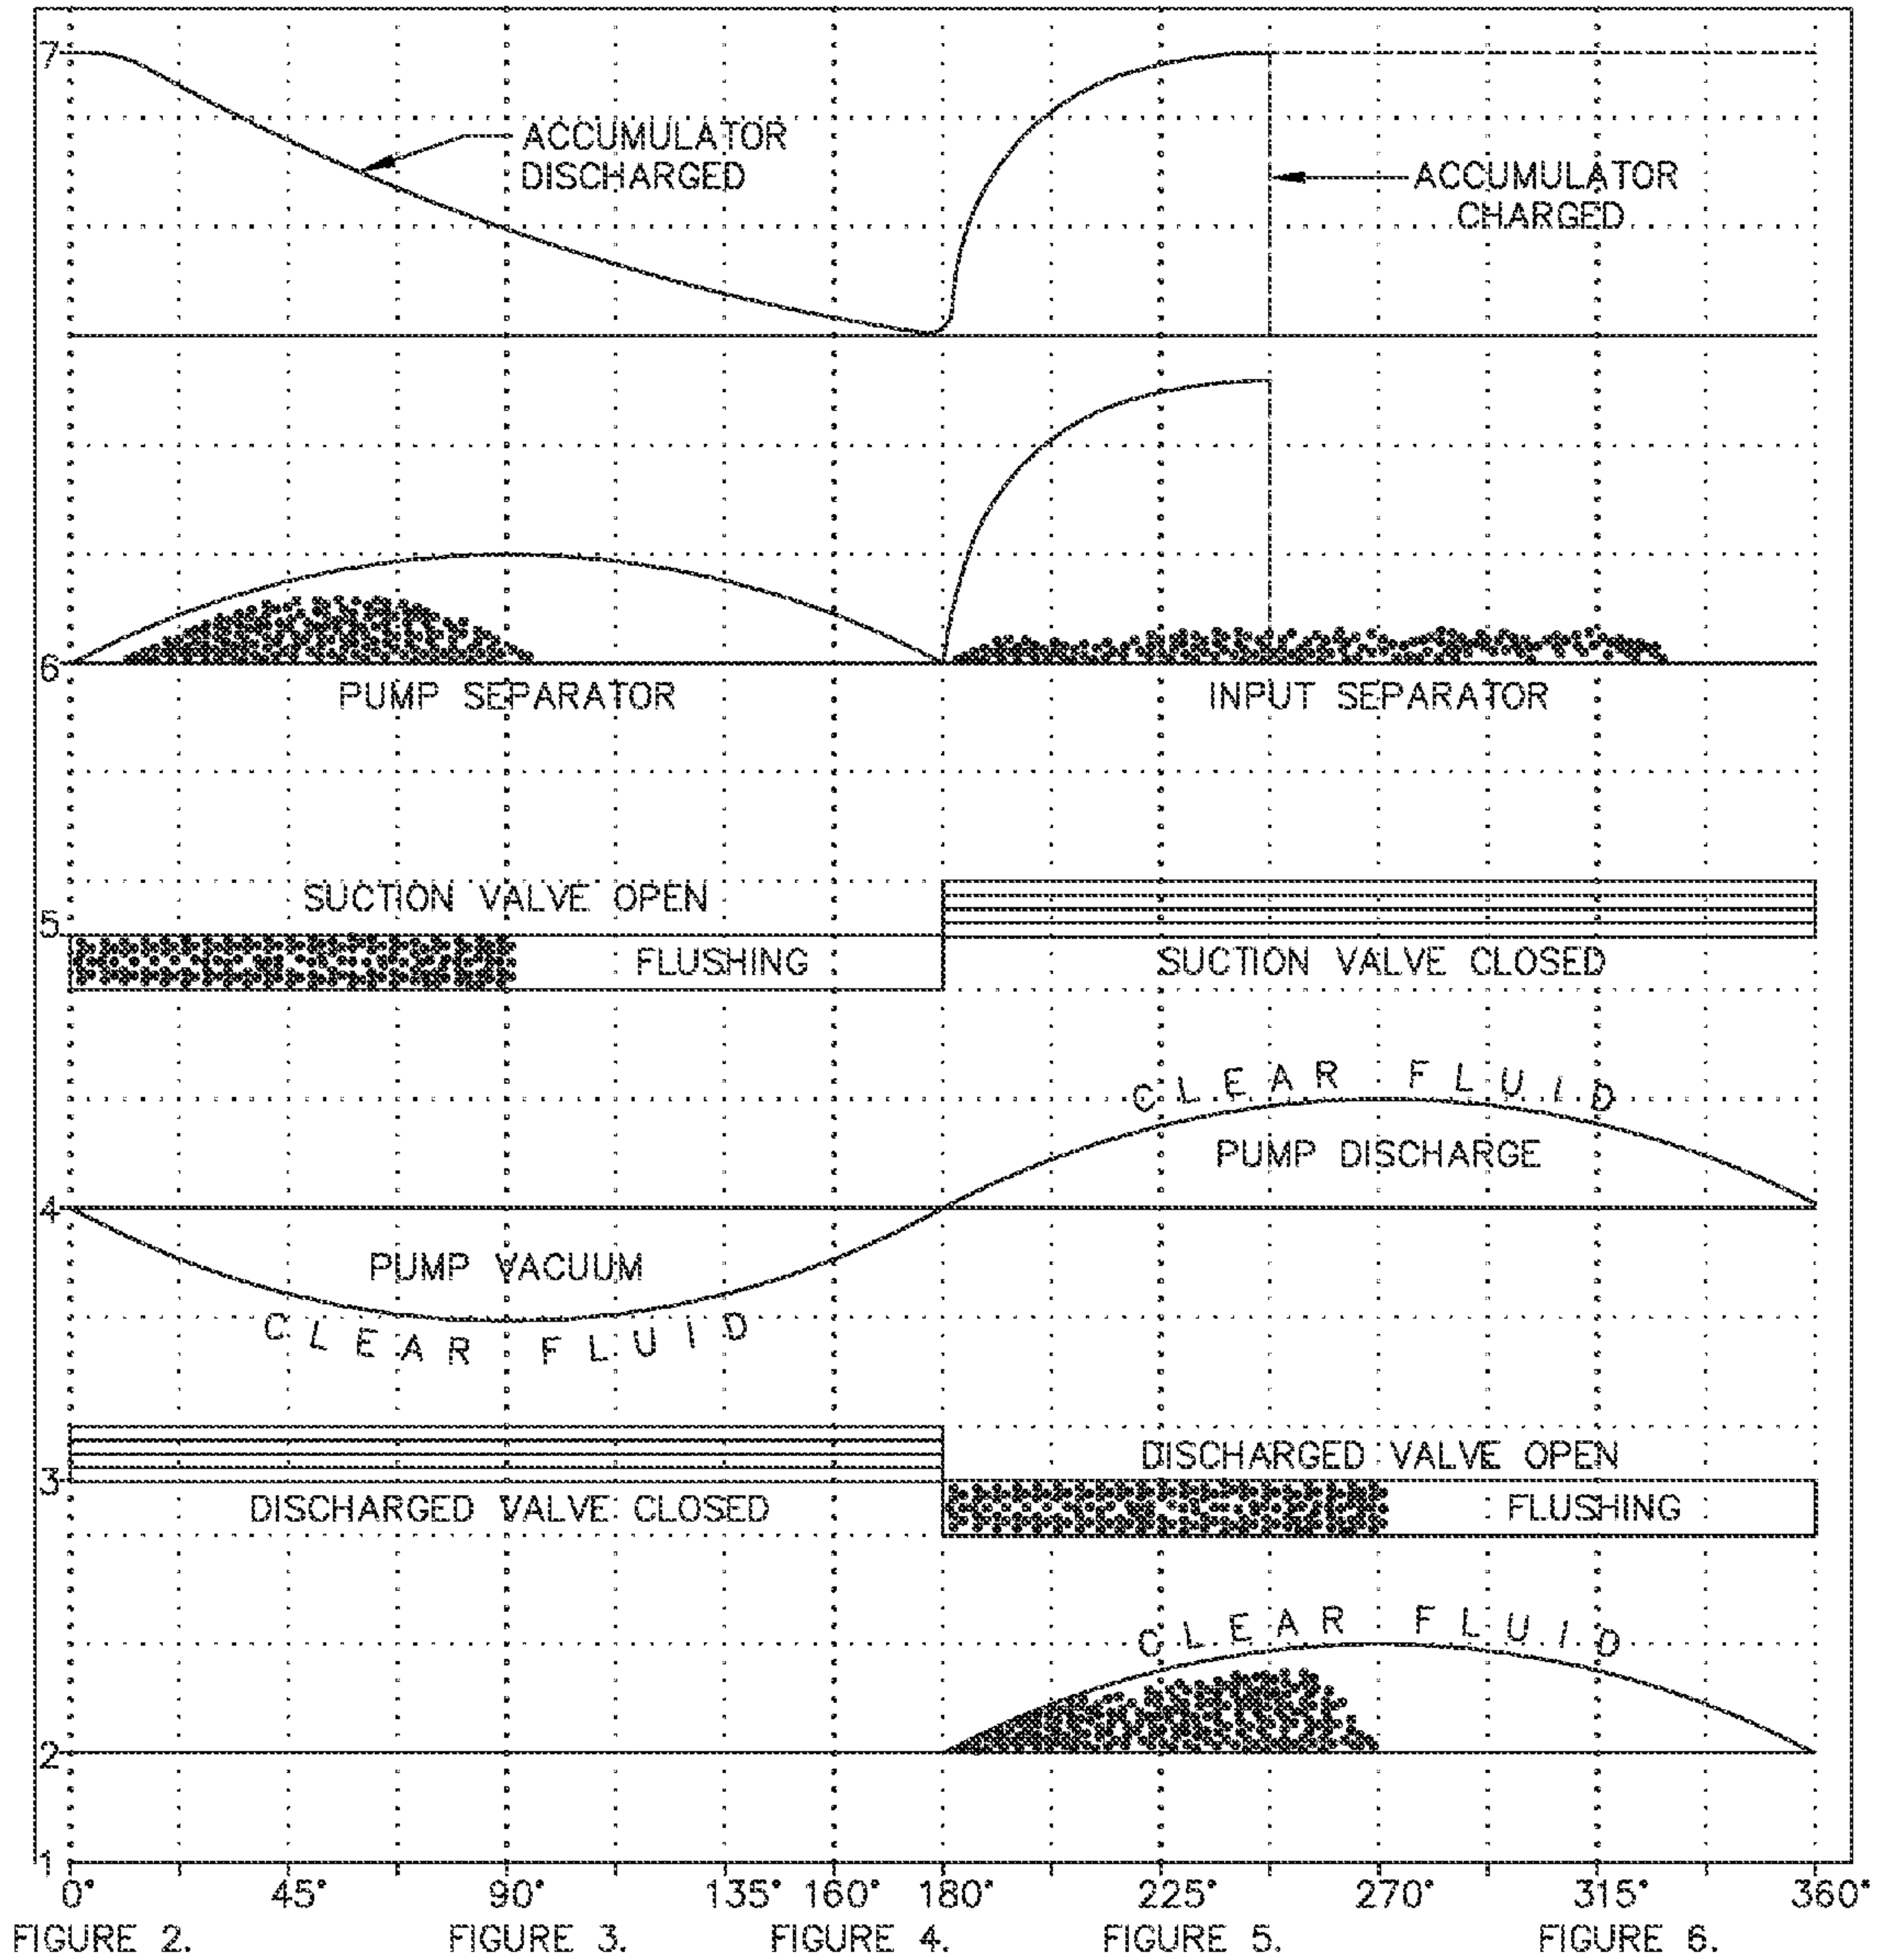 7
ACCUMULATOR
DISCHARGED
ACCUMULATOR
CHARGED
6
PUMP SEPARATOR
INPUT SEPARATOR
SUCTION VALVE OPEN
5
FLUSHING
SUCTION VALVE CLOSED
CLEAR FLUID
PUMP DISCHARGE
4
PUMP VACUUM
CLEAR FLUID
DISCHARGED VALVE OPEN
3
DISCHARGED VALVE CLOSED
FLUSHING
CLEAR FLUID
2
1
0° 45° 90° 135° 160° 180° 225° 270° 315° 360°
FIGURE 2. FIGURE 3. FIGURE 4. FIGURE 5. FIGURE 6.